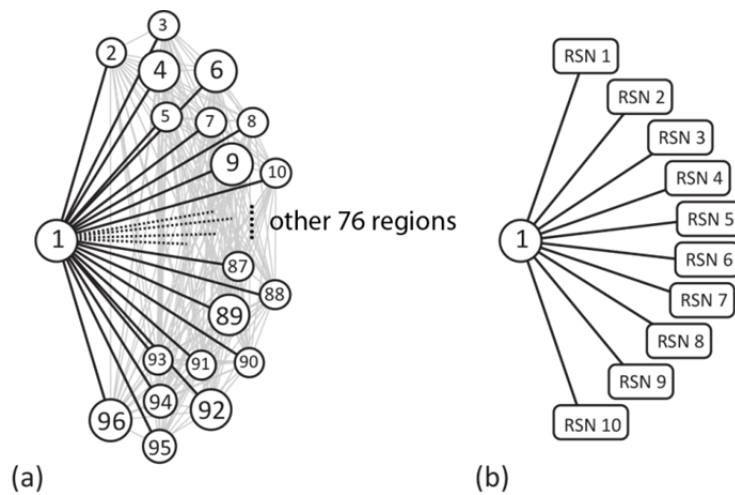 3
2
4
6
5
7
8
9
10
1
other 76 regions
87
88
89
93
91
90
94
92
96
95
(a)
RSN 1
RSN 2
RSN 3
RSN 4
RSN 5
1
RSN 6
RSN 7
RSN 8
RSN 9
RSN 10
(b)